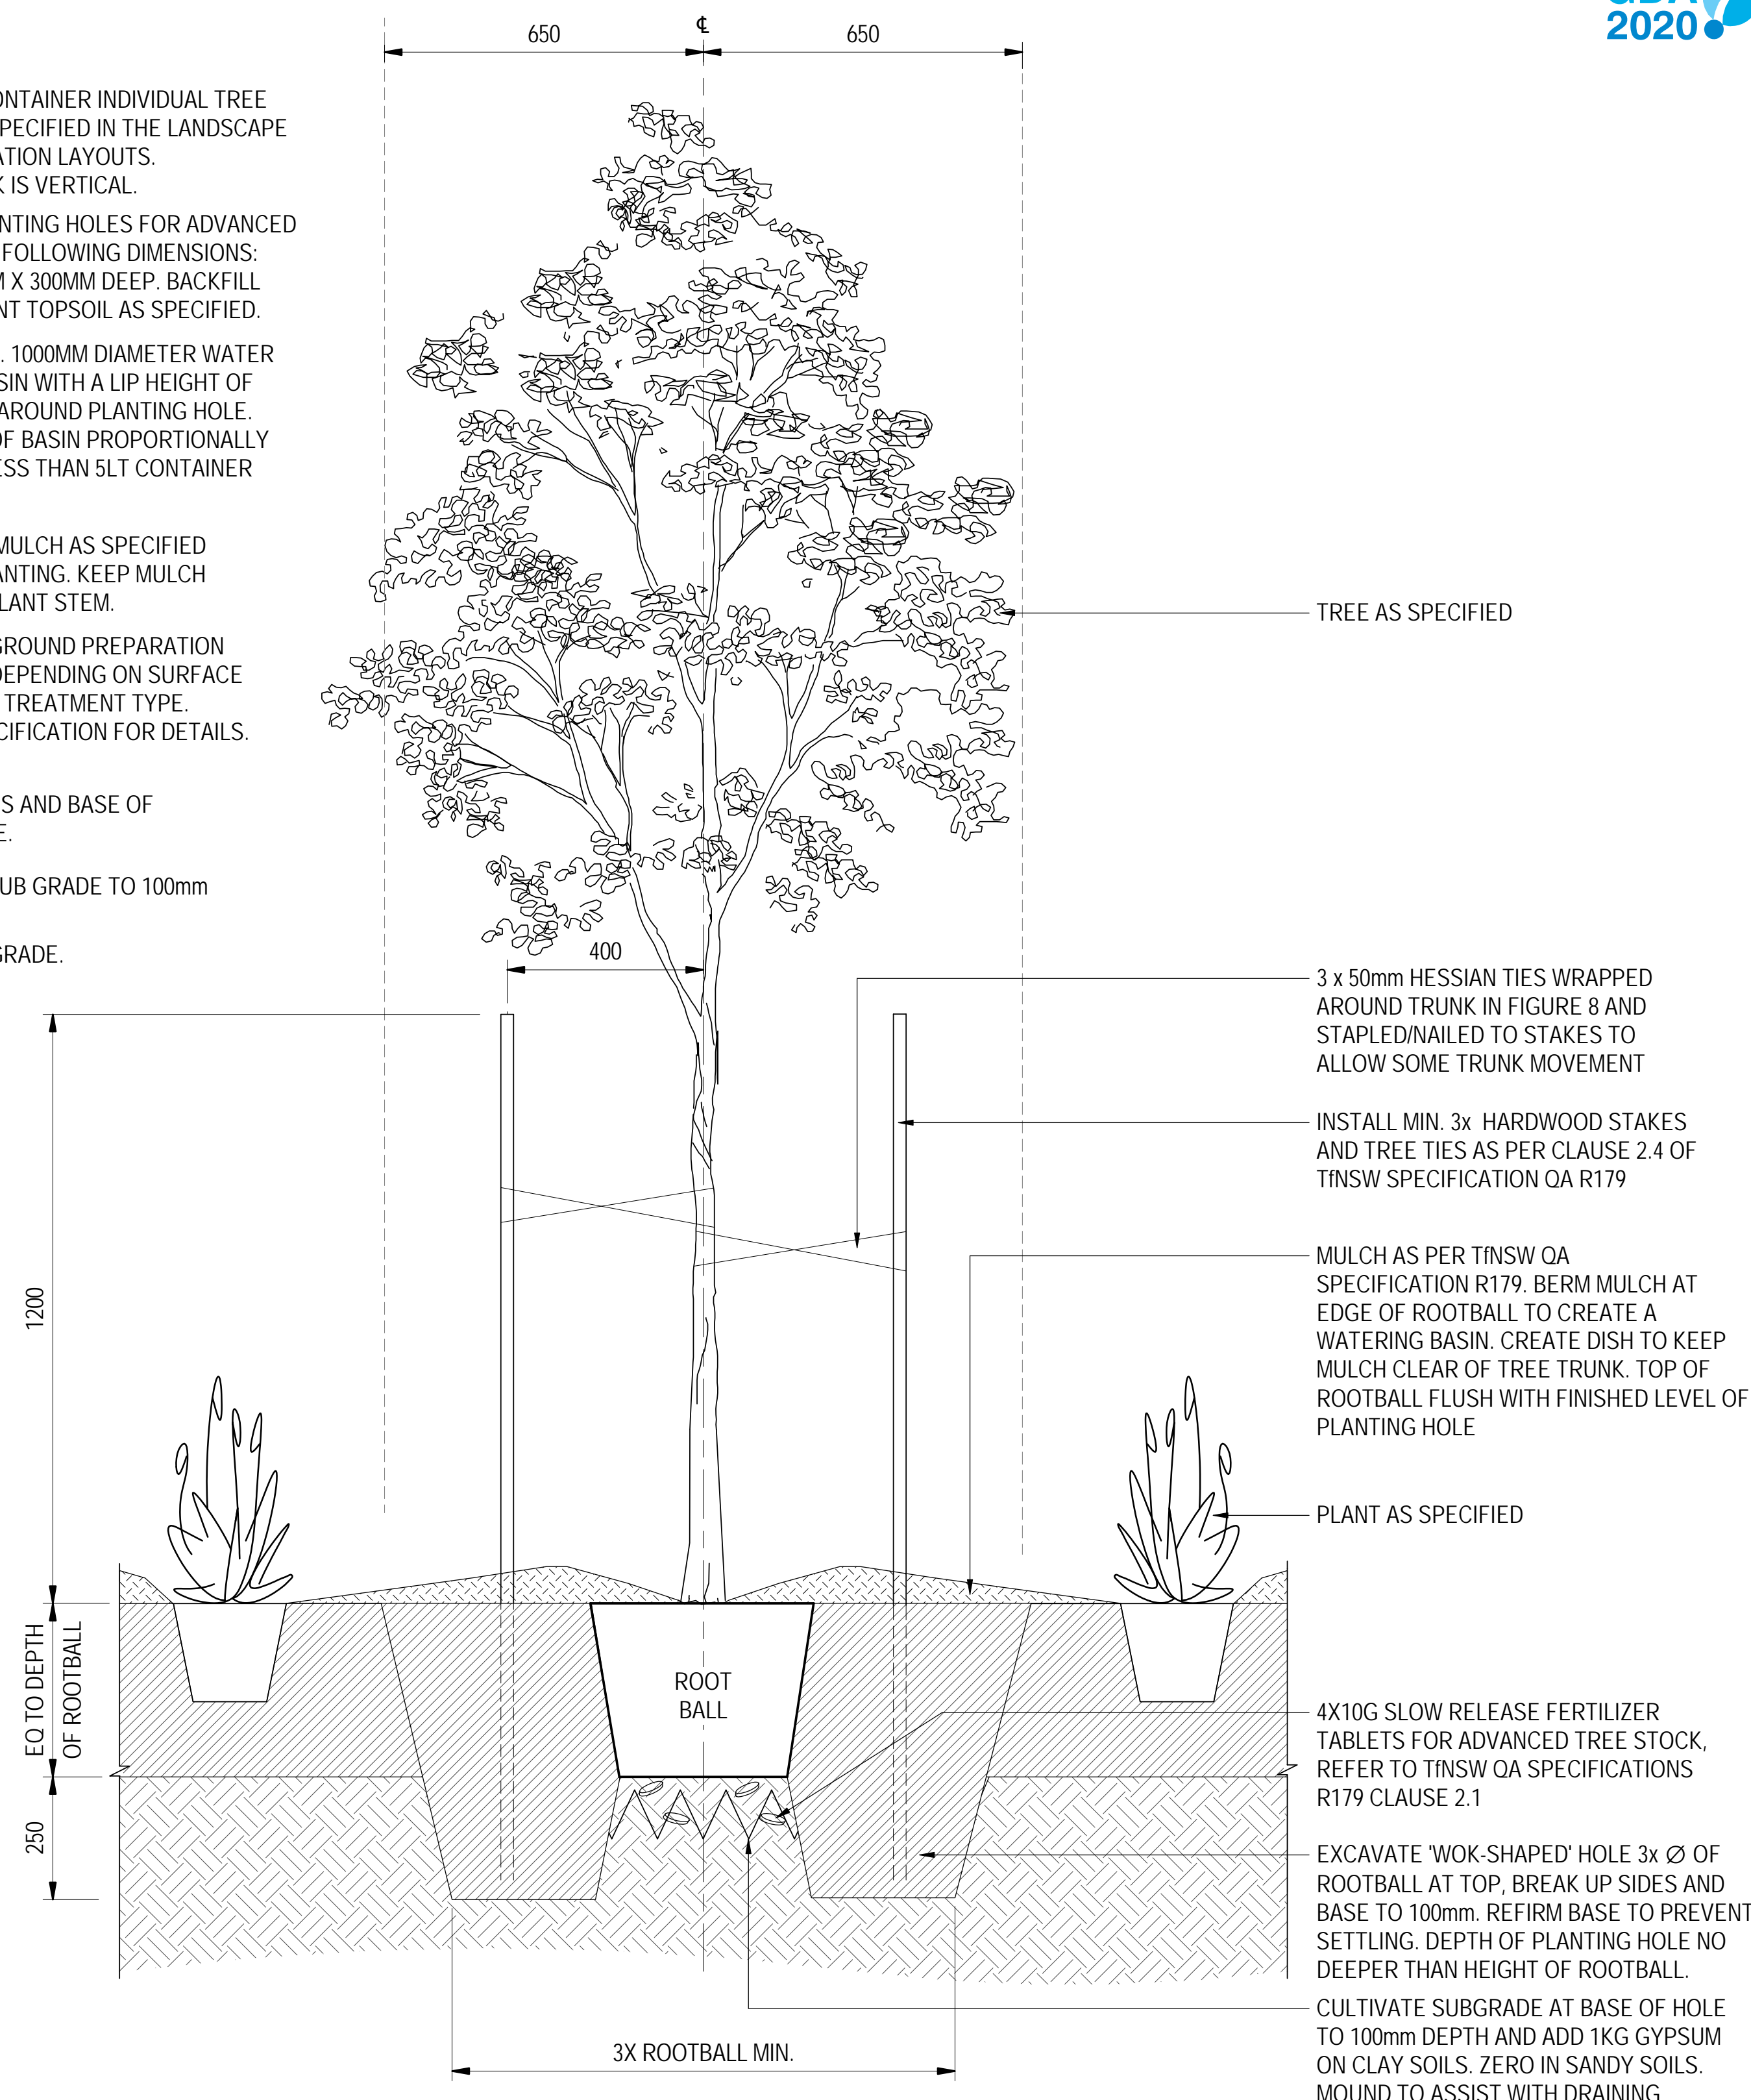 2020
650
650
ONTAINER INDIVIDUAL TREE
PECIFIED IN THE LANDSCAPE
ATION LAYOUTS.
K IS VERTICAL.
NTING HOLES FOR ADVANCED
FOLLOWING DIMENSIONS:
M X 300MM DEEP. BACKFILL
NT TOPSOIL AS SPECIFIED.
. 1000MM DIAMETER WATER
SIN WITH A LIP HEIGHT OF
AROUND PLANTING HOLE.
OF BASIN PROPORTIONALLY
ESS THAN 5LT CONTAINER
MULCH AS SPECIFIED
ANTING. KEEP MULCH
LANT STEM.
GROUND PREPARATION
DEPENDING ON SURFACE
TREATMENT TYPE.
CIFICATION FOR DETAILS.
S AND BASE OF
E.
UB GRADE TO 100mm
GRADE.
400
1200
EQ TO DEPTH
OF ROOTBALL
250
ROOT
BALL
3X ROOTBALL MIN.
TREE AS SPECIFIED
3 x 50mm HESSIAN TIES WRAPPED
AROUND TRUNK IN FIGURE 8 AND
STAPLED/NAILED TO STAKES TO
ALLOW SOME TRUNK MOVEMENT
INSTALL MIN. 3x HARDWOOD STAKES
AND TREE TIES AS PER CLAUSE 2.4 OF
TfNSW SPECIFICATION QA R179
MULCH AS PER TfNSW QA
SPECIFICATION R179. BERM MULCH AT
EDGE OF ROOTBALL TO CREATE A
WATERING BASIN. CREATE DISH TO KEEP
MULCH CLEAR OF TREE TRUNK. TOP OF
ROOTBALL FLUSH WITH FINISHED LEVEL OF
PLANTING HOLE
PLANT AS SPECIFIED
4X10G SLOW RELEASE FERTILIZER
TABLETS FOR ADVANCED TREE STOCK,
REFER TO TfNSW QA SPECIFICATIONS
R179 CLAUSE 2.1
EXCAVATE 'WOK-SHAPED' HOLE 3x Ø OF
ROOTBALL AT TOP, BREAK UP SIDES AND
BASE TO 100mm. REFIRM BASE TO PREVENT
SETTLING. DEPTH OF PLANTING HOLE NO
DEEPER THAN HEIGHT OF ROOTBALL.
CULTIVATE SUBGRADE AT BASE OF HOLE
TO 100mm DEPTH AND ADD 1KG GYPSUM
ON CLAY SOILS. ZERO IN SANDY SOILS.
MOUND TO ASSIST WITH DRAINING